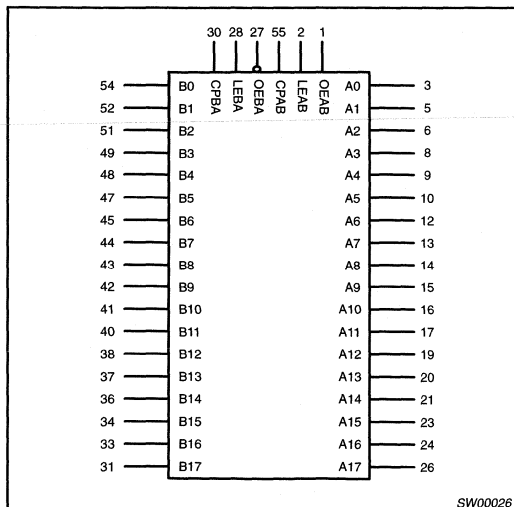 30 28 27 55 2 1
CPBA LEBA OEBA CPAB LEAB OEAB
54 B0 A0 3
52 B1 A1 5
51 B2 A2 6
49 B3 A3 8
48 B4 A4 9
47 B5 A5 10
45 B6 A6 12
44 B7 A7 13
43 B8 A8 14
42 B9 A9 15
41 B10 A10 16
40 B11 A11 17
38 B12 A12 19
37 B13 A13 20
36 B14 A14 21
34 B15 A15 23
33 B16 A16 24
31 B17 A17 26
SW00026